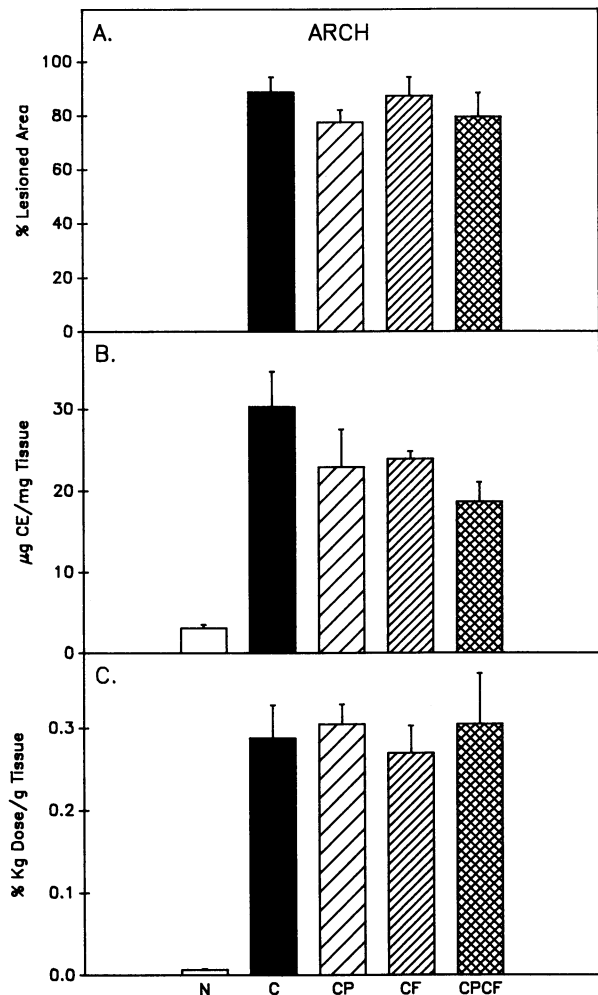 A.
ARCH
100
80
60
40
20
0
% Lesioned Area
B.
30
20
10
0
µg CE/mg Tissue
C.
0.3
0.2
0.1
0.0
% Kg Dose/g Tissue
N C CP CF CPCF